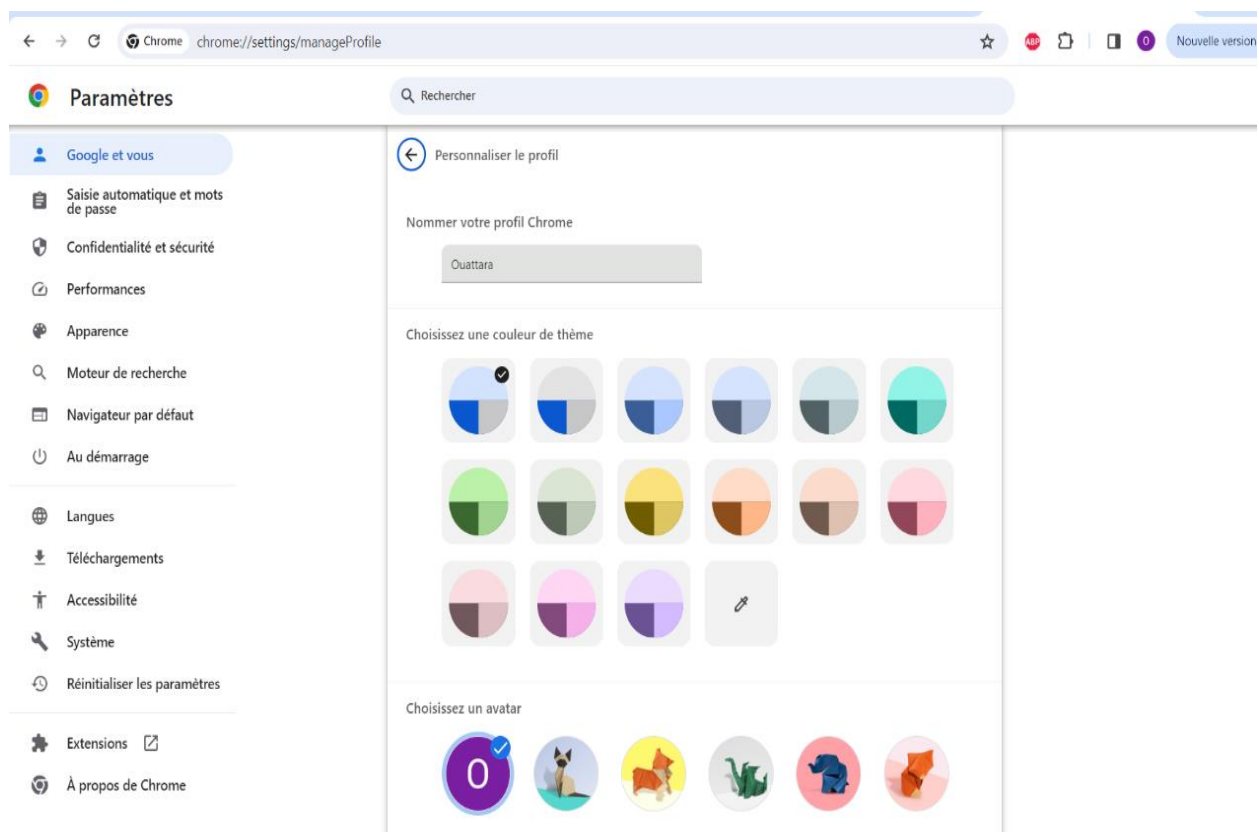 Chrome chrome://settings/manageProfile ABP O Nouvelle version
Paramètres
Rechercher
Google et vous
Saisie automatique et mots
de passe
Confidentialité et sécurité
Performances
Apparence
Moteur de recherche
Navigateur par défaut
Au démarrage
Langues
Téléchargements
Accessibilité
Système
Réinitialiser les paramètres
Extensions
À propos de Chrome
Personnaliser le profil
Nommer votre profil Chrome
Ouattara
Choisissez une couleur de thème
Choisissez un avatar
O